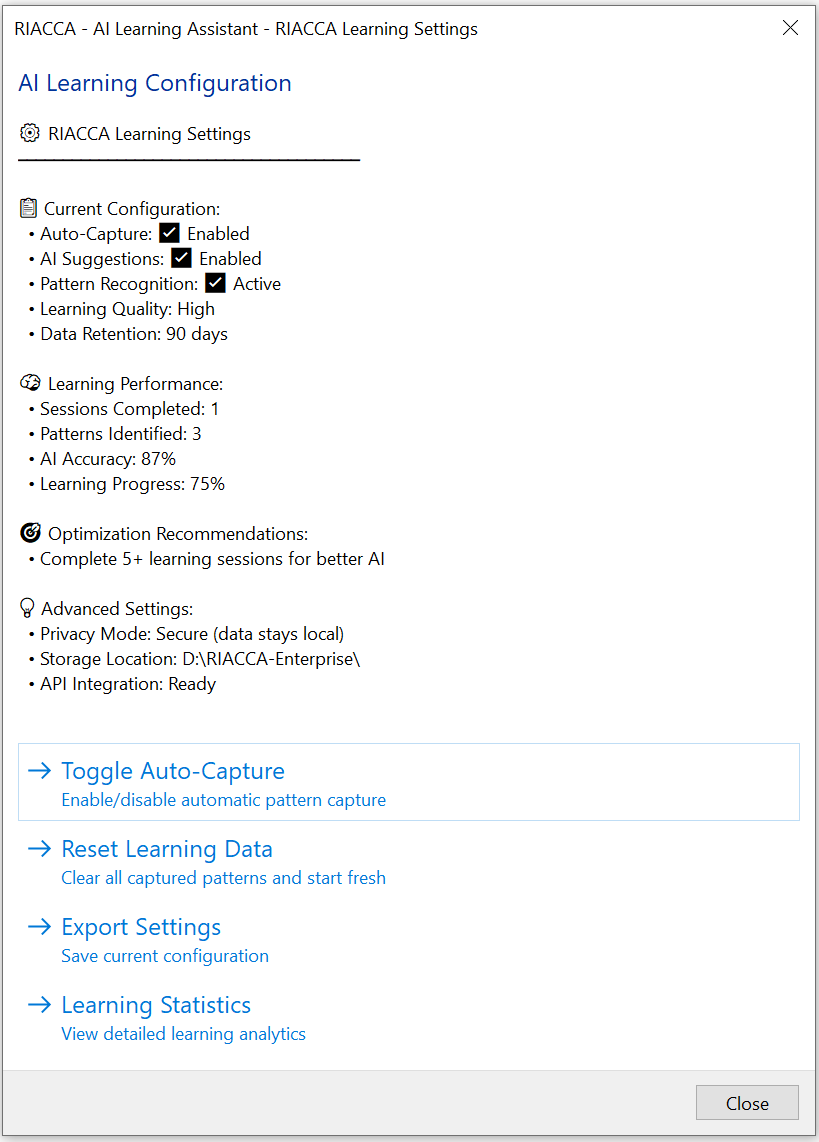 RIACCA - AI Learning Assistant - RIACCA Learning Settings
AI Learning Configuration
RIACCA Learning Settings
Current Configuration:
• Auto-Capture: ✅ Enabled
• AI Suggestions: ✅ Enabled
• Pattern Recognition: ✅ Active
• Learning Quality: High
• Data Retention: 90 days
Learning Performance:
• Sessions Completed: 1
• Patterns Identified: 3
• AI Accuracy: 87%
• Learning Progress: 75%
Optimization Recommendations:
• Complete 5+ learning sessions for better AI
Advanced Settings:
• Privacy Mode: Secure (data stays local)
• Storage Location: D:\RIACCA-Enterprise\
• API Integration: Ready
Toggle Auto-Capture
Enable/disable automatic pattern capture
Reset Learning Data
Clear all captured patterns and start fresh
Export Settings
Save current configuration
Learning Statistics
View detailed learning analytics
Close